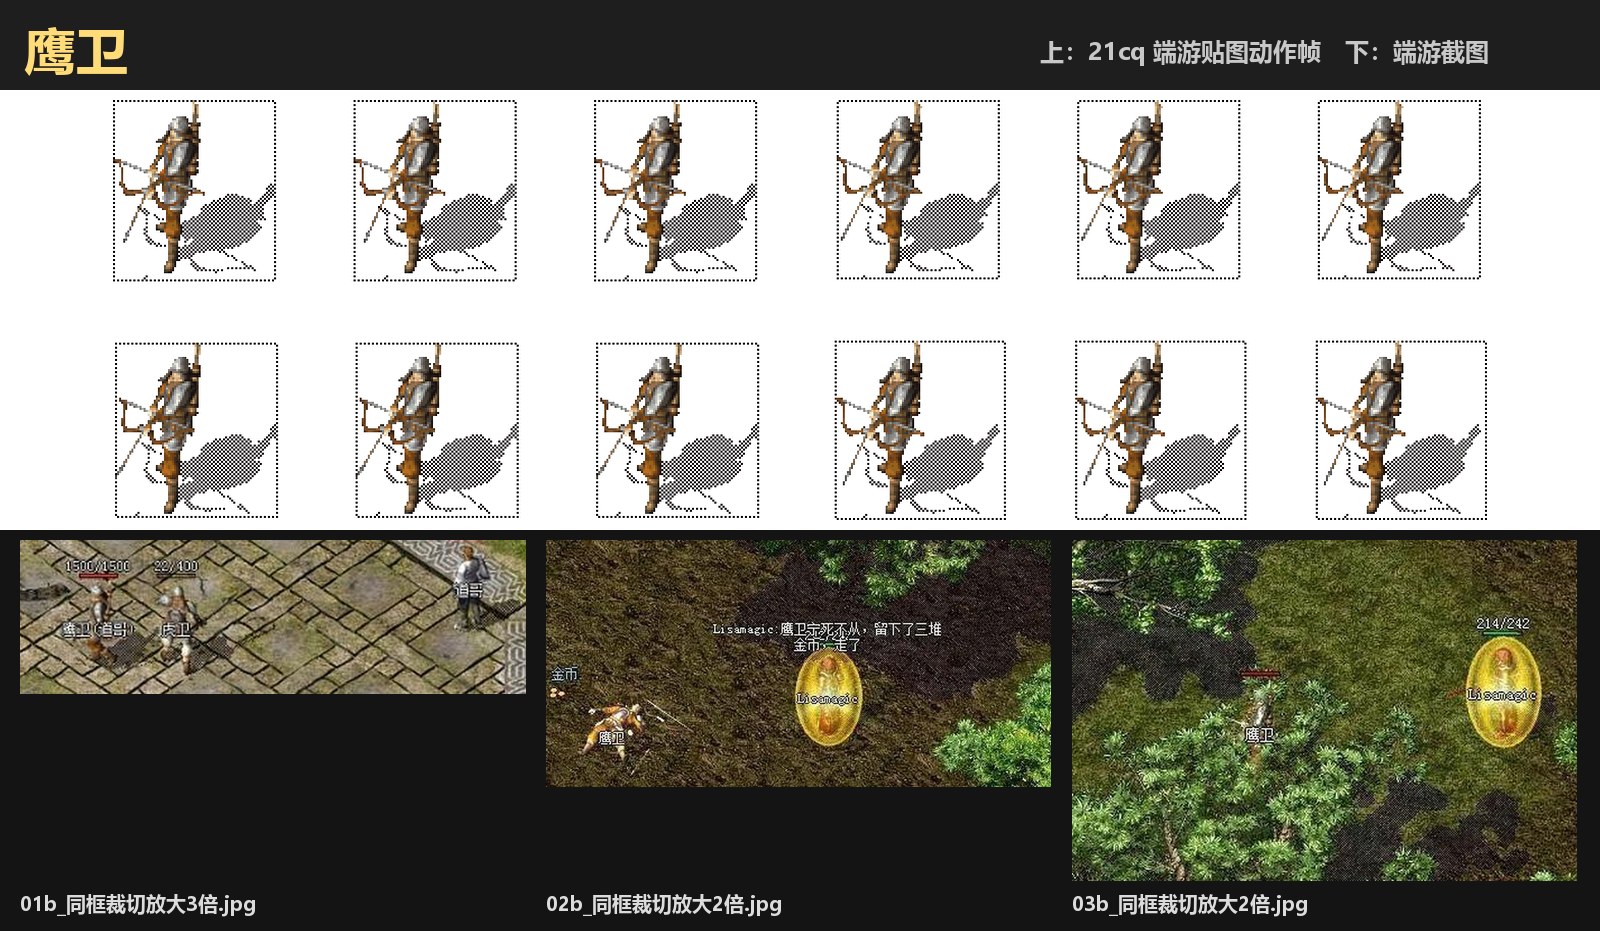 鹰卫
上：21cq 端游贴图动作帧　下：端游截图
1500/1500
22/400
道哥
鹰卫(道哥)
虎卫
Lisamagic:鹰卫宁死不从，留下了三堆
金币，走了
金币
Lisamagic
鹰卫
214/242
Lisamagic
鹰卫
01b_同框裁切放大3倍.jpg
02b_同框裁切放大2倍.jpg
03b_同框裁切放大2倍.jpg